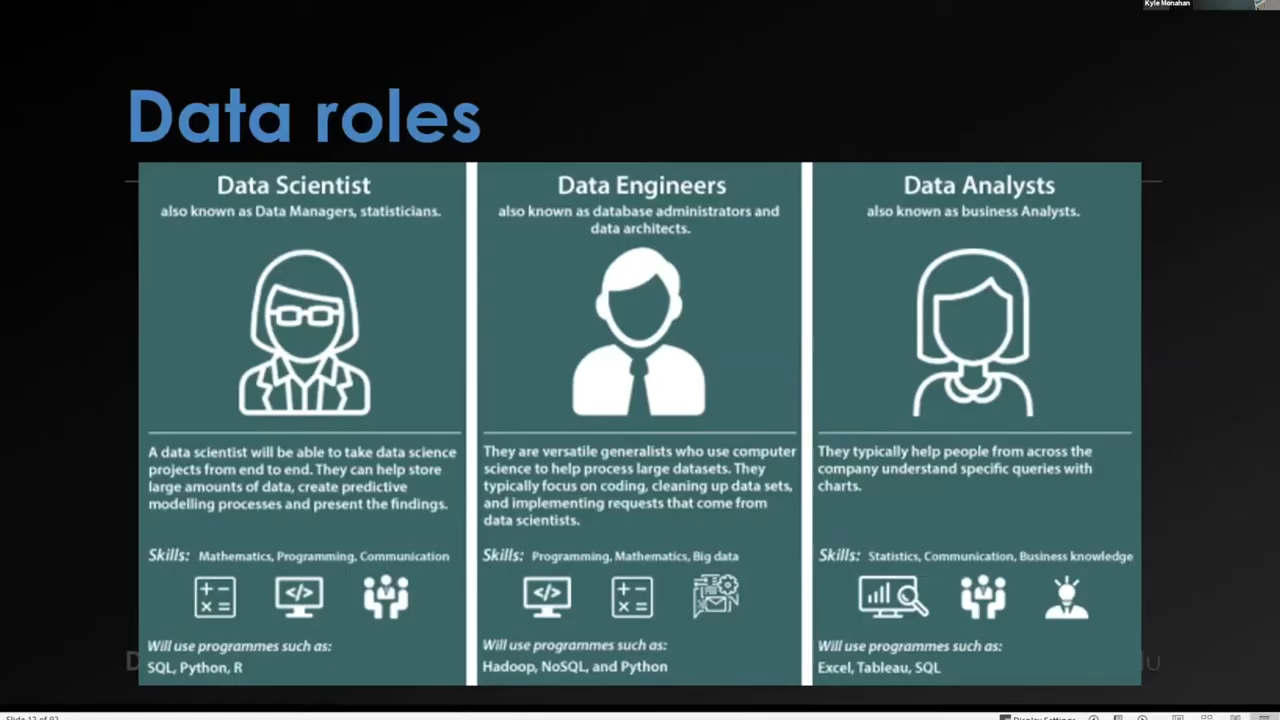 Kyle Monahan
Data roles
Data Scientist
also known as Data Managers, statisticians.
A data scientist will be able to take data science
projects from end to end. They can help store
large amounts of data, create predictive
modelling processes and present the findings.
Skills: Mathematics, Programming, Communication
Will use programmes such as:
SQL, Python, R
Data Engineers
also known as database administrators and
data architects.
They are versatile generalists who use computer
science to help process large datasets. They
typically focus on coding, cleaning up data sets,
and implementing requests that come from
data scientists.
Skills: Programming, Mathematics, Big data
Will use programmes such as:
Hadoop, NoSQL, and Python
Data Analysts
also known as business Analysts.
They typically help people from across the
company understand specific queries with
charts.
Skills: Statistics, Communication, Business knowledge
Will use programmes such as:
Excel, Tableau, SQL
Display Settings